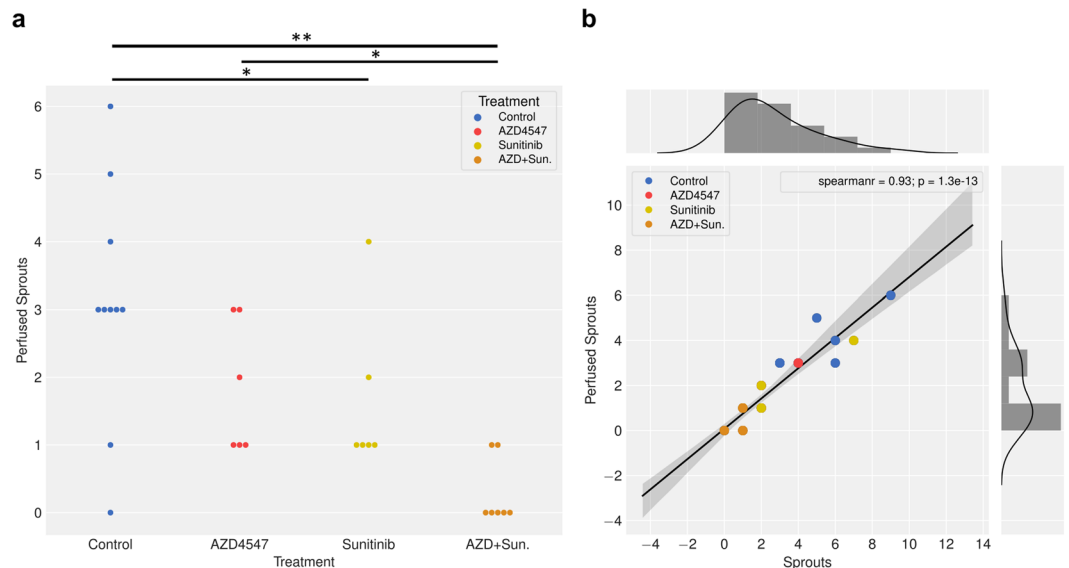 a
**
*
*
Perfused Sprouts
6
5
4
3
2
1
0
Treatment
Control
AZD4547
Sunitinib
AZD+Sun.
Control
AZD4547
Sunitinib
AZD+Sun.
Treatment
b
Control
AZD4547
Sunitinib
AZD+Sun.
spearmanr = 0.93; p = 1.3e-13
Perfused Sprouts
10
8
6
4
2
0
−2
−4
−4 −2 0 2 4 6 8 10 12 14
Sprouts